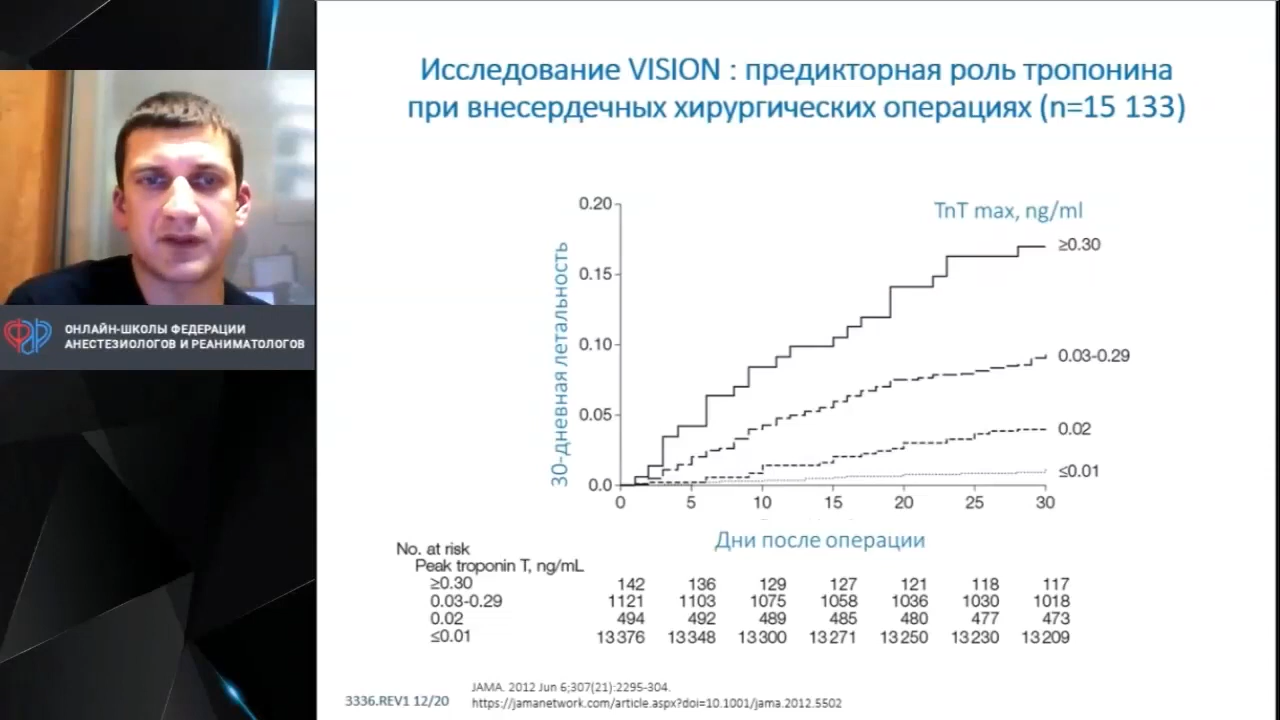 Исследование VISION : предикторная роль тропонина
при внесердечных хирургических операциях (n=15 133)
ОНЛАЙН-ШКОЛЫ ФЕДЕРАЦИИ
АНЕСТЕЗИОЛОГОВ И РЕАНИМАТОЛОГОВ
30-дневная летальность
0.20
0.15
0.10
0.05
0.0
TnT max, ng/ml
≥0.30
0.03-0.29
0.02
≤0.01
0 5 10 15 20 25 30
Дни после операции
No. at risk
Peak troponin T, ng/mL
≥0.30 142 136 129 127 121 118 117
0.03-0.29 1121 1103 1075 1058 1036 1030 1018
0.02 494 492 489 485 480 477 473
≤0.01 13376 13348 13300 13271 13250 13230 13209
3336.REV1 12/20
JAMA. 2012 Jun 6;307(21):2295-304.
https://jamanetwork.com/article.aspx?doi=10.1001/jama.2012.5502